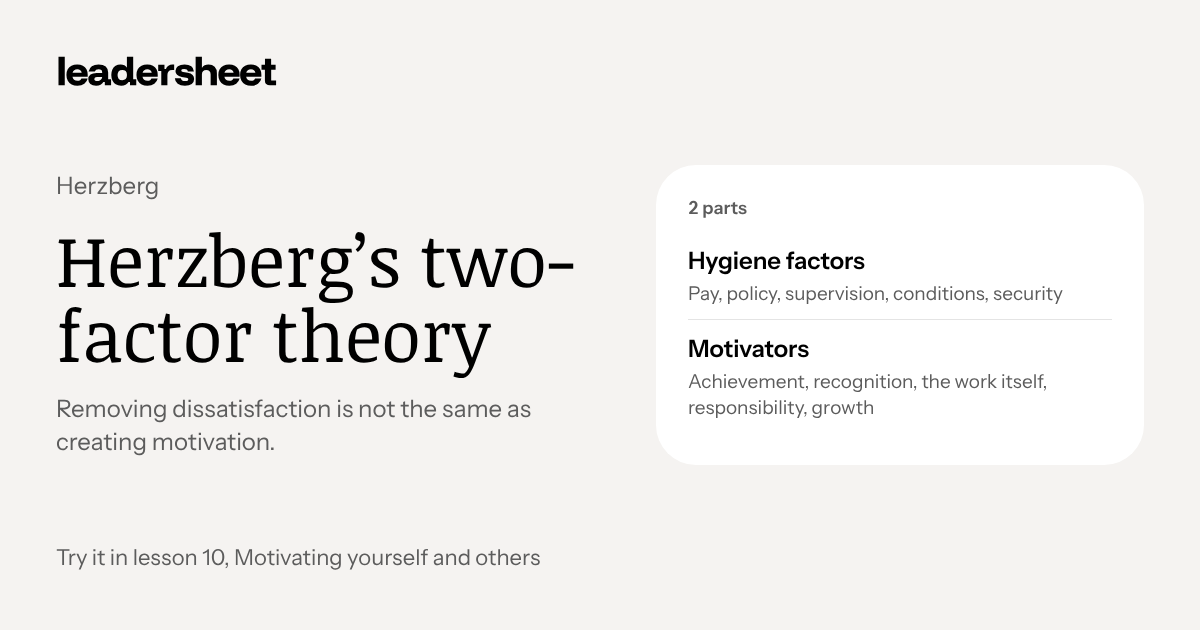 leadersheet
Herzberg
Herzberg’s two-
factor theory
Removing dissatisfaction is not the same as
creating motivation.
2 parts
Hygiene factors
Pay, policy, supervision, conditions, security
Motivators
Achievement, recognition, the work itself,
responsibility, growth
Try it in lesson 10, Motivating yourself and others